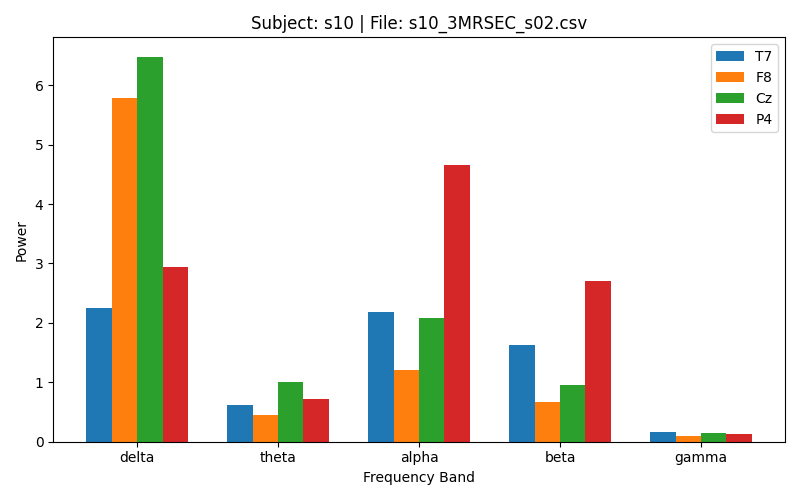 Subject: s10 | File: s10_3MRSEC_s02.csv
T7
F8
Cz
P4
Power
6
5
4
3
2
1
0
delta theta alpha beta gamma
Frequency Band